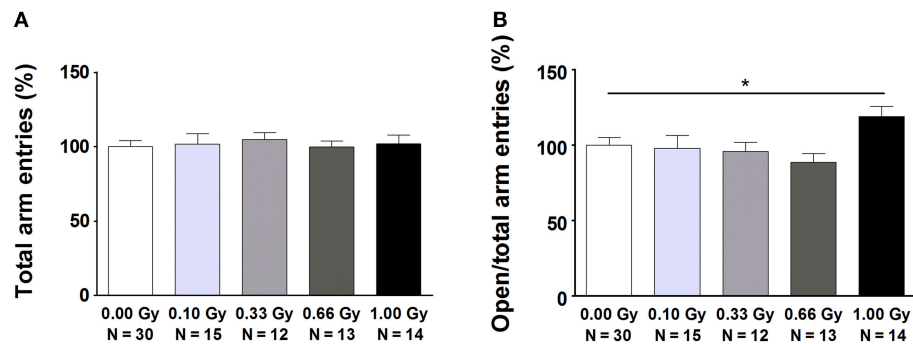 A
Total arm entries (%)
150
100
50
0
0.00 Gy 0.10 Gy 0.33 Gy 0.66 Gy 1.00 Gy
N = 30 N = 15 N = 12 N = 13 N = 14
B
Open/total arm entries (%)
150
100
50
0
*
0.00 Gy 0.10 Gy 0.33 Gy 0.66 Gy 1.00 Gy
N = 30 N = 15 N = 12 N = 13 N = 14